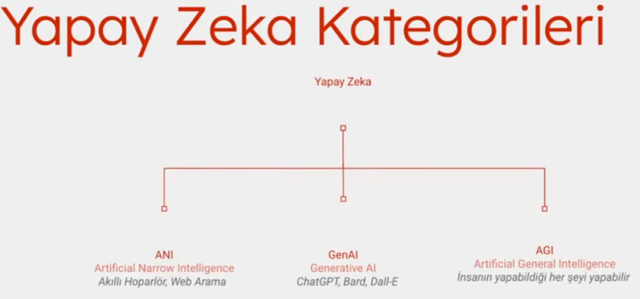 Yapay Zeka Kategorileri
Yapay Zeka
ANI
Artificial Narrow Intelligence
Akıllı Hoparlör, Web Arama
GenAI
Generative AI
ChatGPT, Bard, Dall-E
AGI
Artificial General Intelligence
İnsanın yapabildiği her şeyi yapabilir